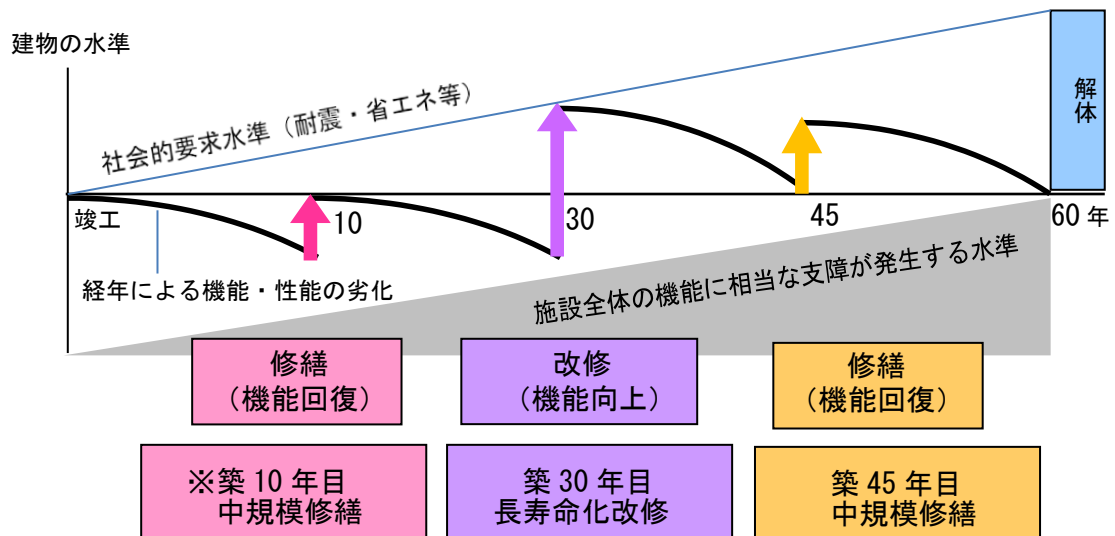 建物の水準
社会的要求水準（耐震・省エネ等）
解体
竣工
10
30
45
60 年
経年による機能・性能の劣化
施設全体の機能に相当な支障が発生する水準
修繕
（機能回復）
改修
（機能向上）
修繕
（機能回復）
※築 10 年目
中規模修繕
築 30 年目
長寿命化改修
築 45 年目
中規模修繕